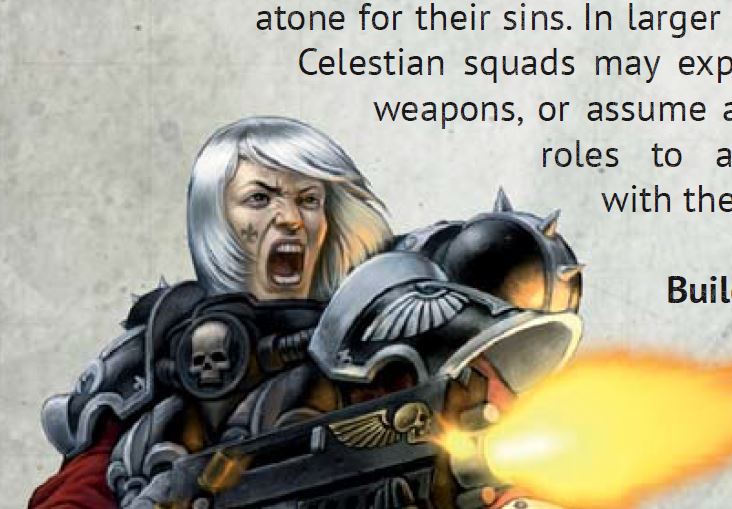 atone for their sins. In larger
Celestian squads may exp
weapons, or assume a
roles to a
with the
Buil